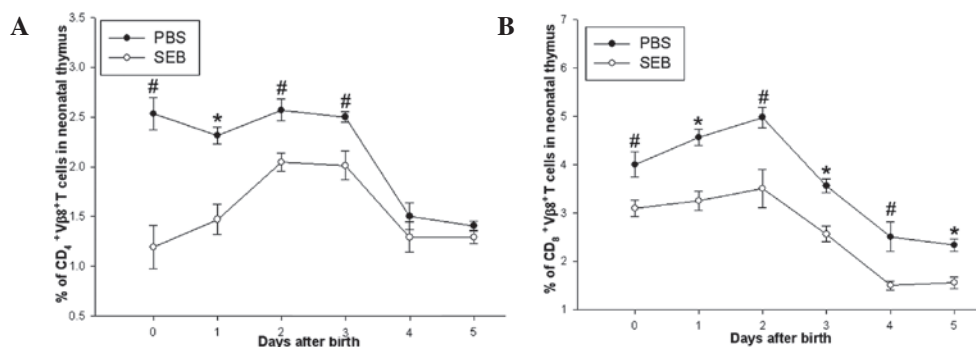 A
% of CD4 +Vβ8+T cells in neonatal thymus
3.5
3.0
2.5
2.0
1.5
1.0
0.5
PBS
SEB
#
*
#
#
0 1 2 3 4 5
Days after birth
B
% of CD8 +Vβ8+T cells in neonatal thymus
7
6
5
4
3
2
1
PBS
SEB
#
*
#
*
#
*
0 1 2 3 4 5
Days after birth